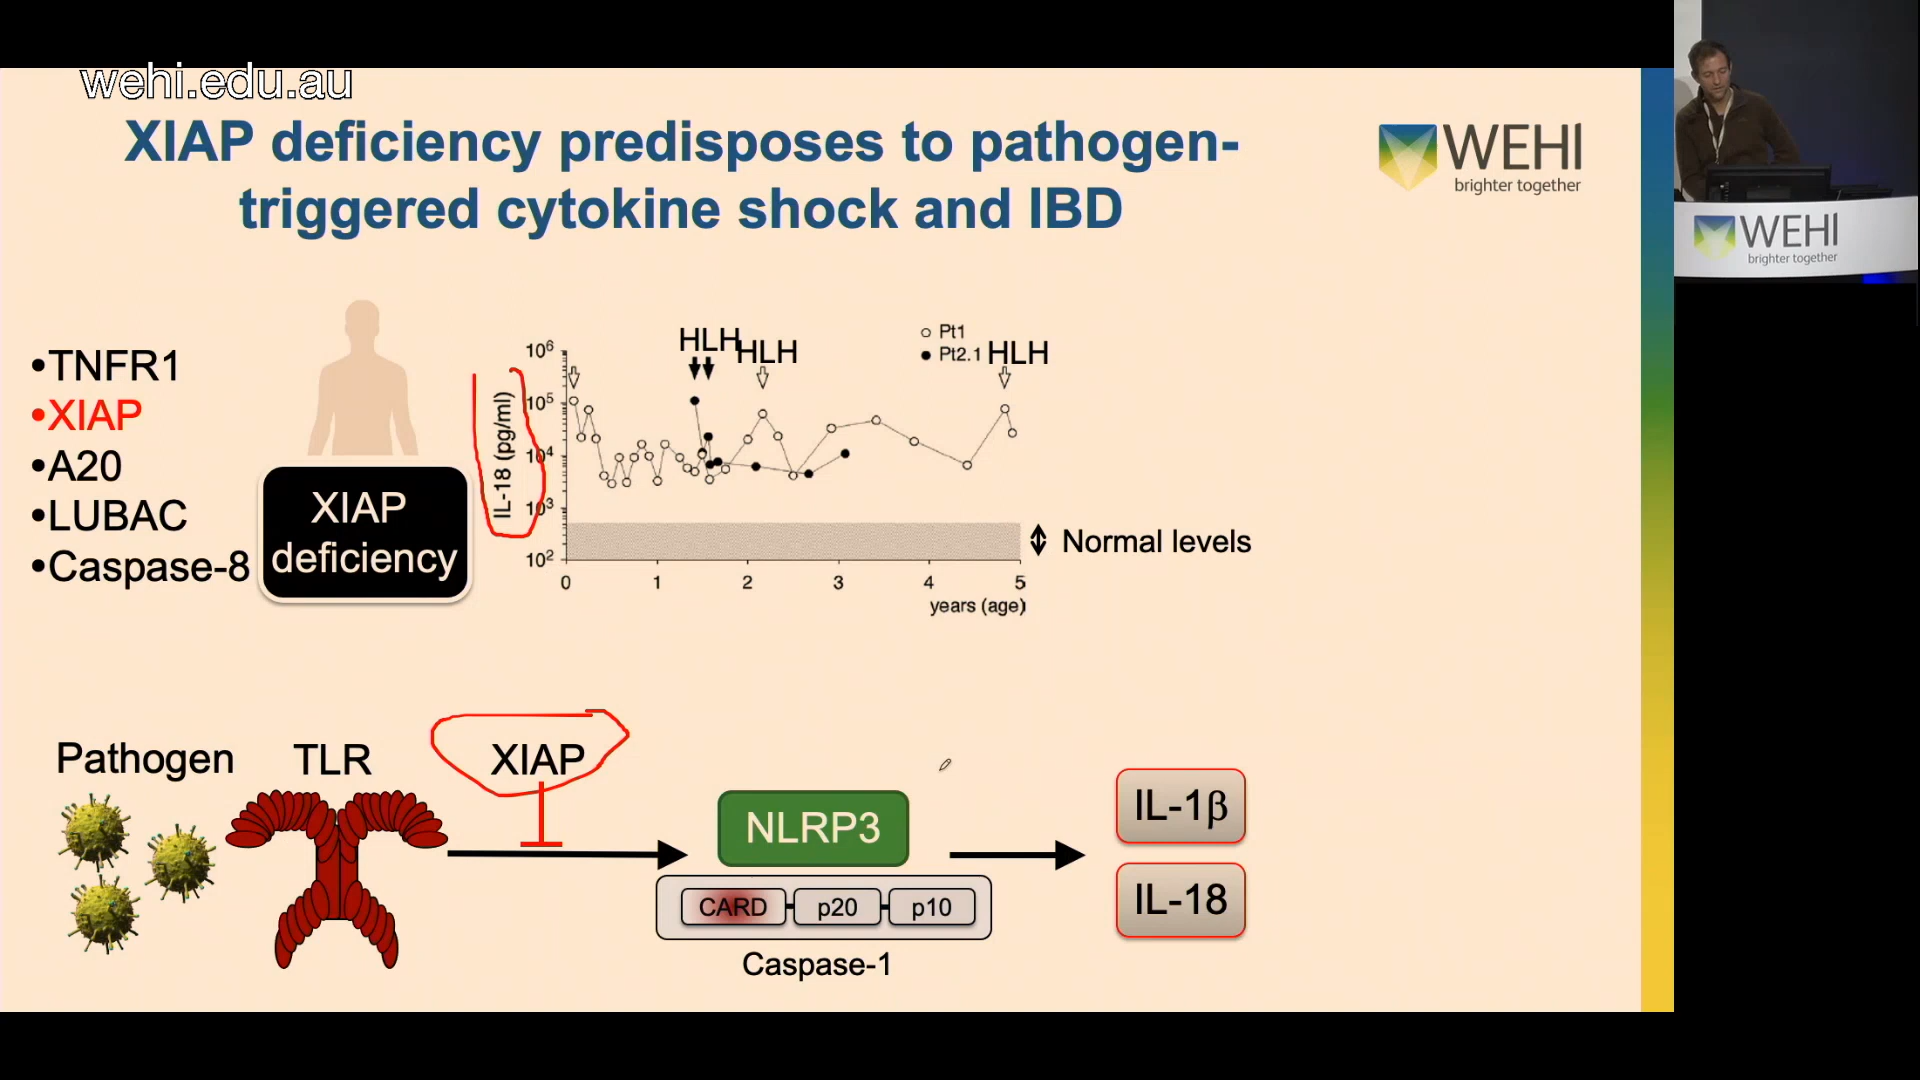 wehi.edu.au
XIAP deficiency predisposes to pathogen-
triggered cytokine shock and IBD
WEHI
brighter together
WEHI
brighter together
•TNFR1
•XIAP
•A20
•LUBAC
•Caspase-8
XIAP
deficiency
HLH
HLH
HLH
Pt1
Pt2.1
IL-18 (pg/ml)
10⁶
10⁵
10⁴
10³
10²
0 1 2 3 4 5
years (age)
Normal levels
Pathogen
TLR
XIAP
NLRP3
CARD
p20
p10
Caspase-1
IL-1β
IL-18